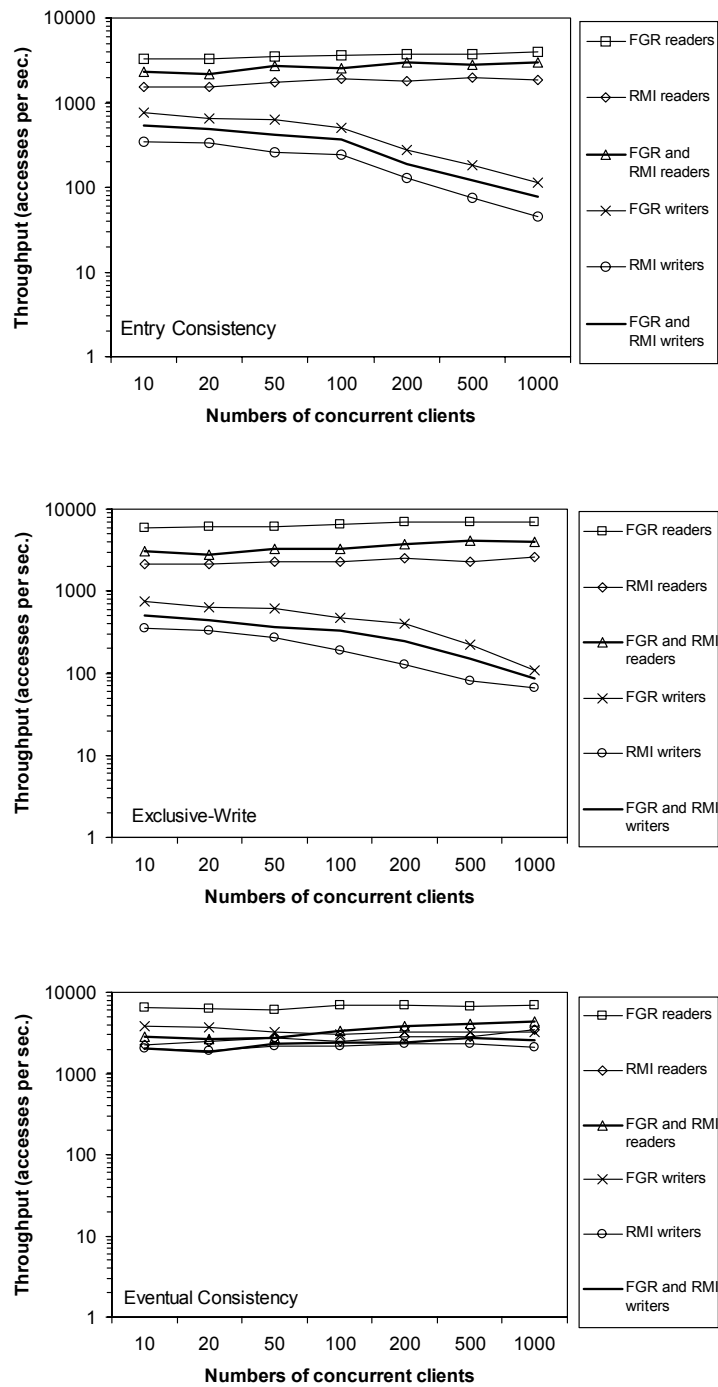 10000
1000
100
10
1
Throughput (accesses per sec.)
Entry Consistency
10 20 50 100 200 500 1000
Numbers of concurrent clients
FGR readers
RMI readers
FGR and
RMI readers
FGR writers
RMI writers
FGR and
RMI writers
10000
1000
100
10
1
Throughput (accesses per sec.)
Exclusive-Write
10 20 50 100 200 500 1000
Numbers of concurrent clients
FGR readers
RMI readers
FGR and RMI
readers
FGR writers
RMI writers
FGR and RMI
writers
10000
1000
100
10
1
Throughput (accesses per sec.)
Eventual Consistency
10 20 50 100 200 500 1000
Numbers of concurrent clients
FGR readers
RMI readers
FGR and RMI
readers
FGR writers
RMI writers
FGR and RMI
writers